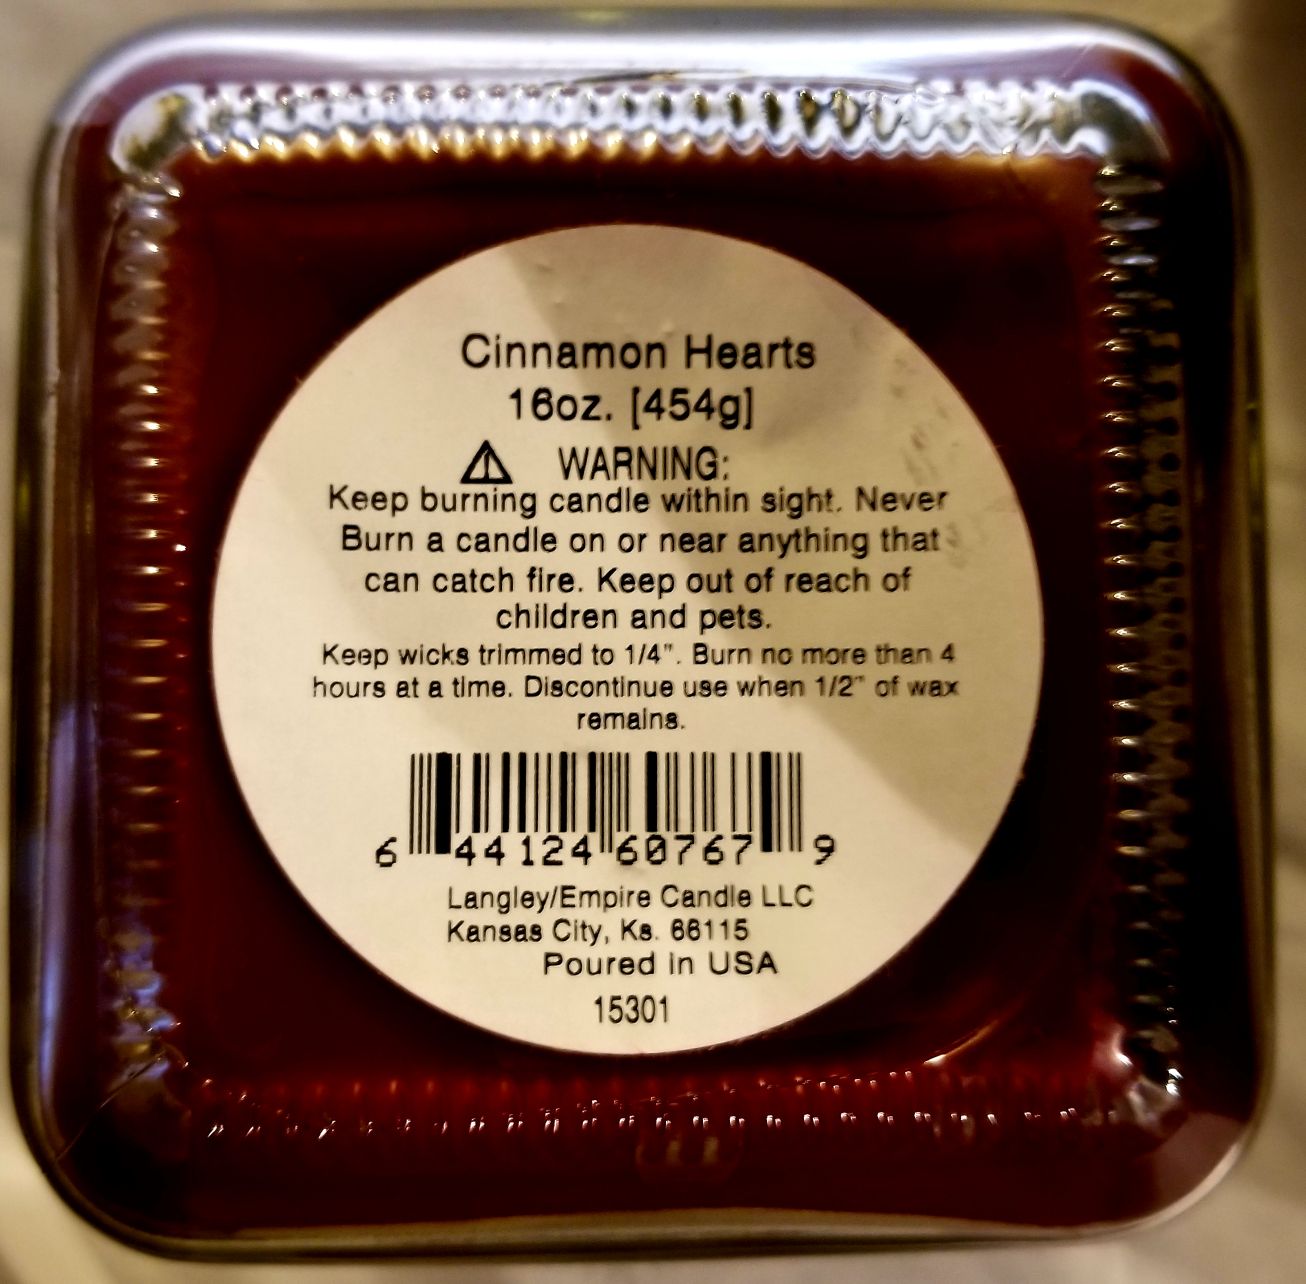 Cinnamon Hearts
16oz. [454g]
WARNING:
Keep burning candle within sight. Never
Burn a candle on or near anything that
can catch fire. Keep out of reach of
children and pets.
Keep wicks trimmed to 1/4". Burn no more than 4
hours at a time. Discontinue use when 1/2" of wax
remains.
6 44124 60767 9
Langley/Empire Candle LLC
Kansas City, Ks. 66115
Poured in USA
15301